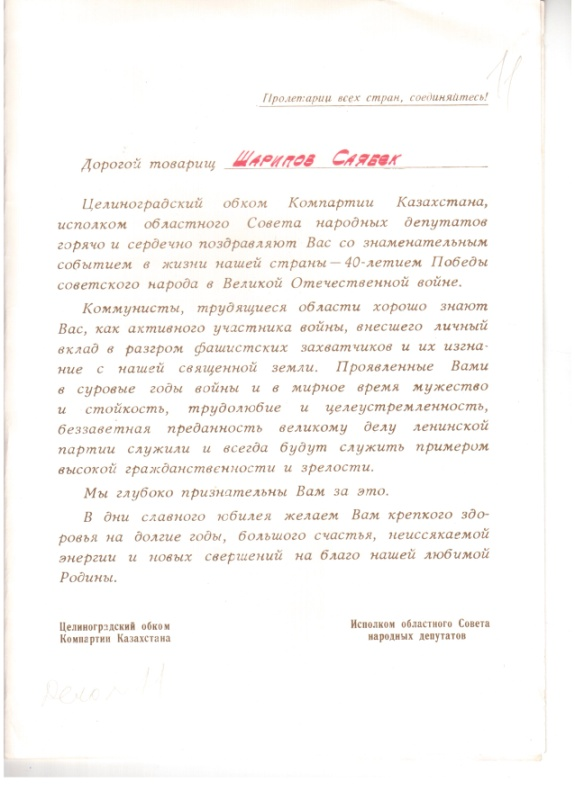 Пролетарии всех стран, соединяйтесь!
Дорогой товарищ Шарипов Саябек
Целиноградский обком Компартии Казахстана,
исполком областного Совета народных депутатов
горячо и сердечно поздравляют Вас со знаменательным
событием в жизни нашей страны — 40-летием Победы
советского народа в Великой Отечественной войне.
Коммунисты, трудящиеся области хорошо знают
Вас, как активного участника войны, внесшего личный
вклад в разгром фашистских захватчиков и их изгна-
ние с нашей священной земли. Проявленные Вами
в суровые годы войны и в мирное время мужество
и стойкость, трудолюбие и целеустремленность,
беззаветная преданность великому делу ленинской
партии служили и всегда будут служить примером
высокой гражданственности и зрелости.
Мы глубоко признательны Вам за это.
В дни славного юбилея желаем Вам крепкого здо-
ровья на долгие годы, большого счастья, неиссякаемой
энергии и новых свершений на благо нашей любимой
Родины.
Целиноградский обком
Компартии Казахстана
Исполком областного Совета
народных депутатов